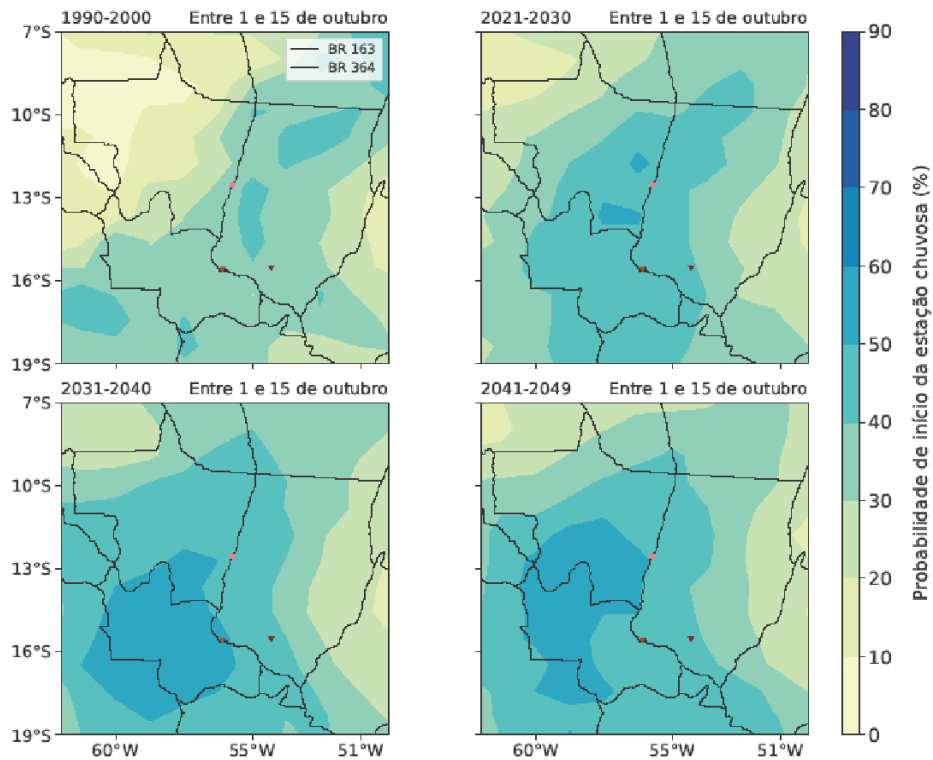 1990-2000 Entre 1 e 15 de outubro
2021-2030 Entre 1 e 15 de outubro
7°S
10°S
13°S
16°S
19°S
BR 163
BR 364
2031-2040 Entre 1 e 15 de outubro
2041-2049 Entre 1 e 15 de outubro
7°S
10°S
13°S
16°S
19°S
60°W 55°W 51°W
60°W 55°W 51°W
90
80
70
60
50
40
30
20
10
0
Probabilidade de início da estação chuvosa (%)